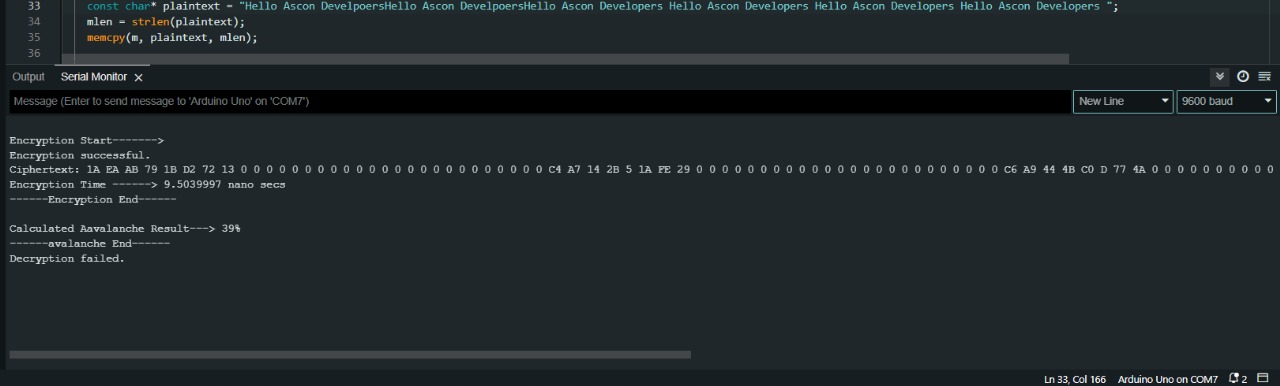 33 const char* plaintext = "Hello Ascon DevelpoersHello Ascon DevelpoersHello Ascon Developers Hello Ascon Developers Hello Ascon Developers Hello Ascon Developers ";
34 mlen = strlen(plaintext);
35 memcpy(m, plaintext, mlen);
36
Output Serial Monitor
Message (Enter to send message to 'Arduino Uno' on 'COM7') New Line 9600 baud
Encryption Start------->
Encryption successful.
Ciphertext: 1A EA AB 79 1B D2 72 13 0 0 0 0 0 0 0 0 0 0 0 0 0 0 0 0 0 0 0 0 0 0 0 0 C4 A7 14 2B 5 1A FE 29 0 0 0 0 0 0 0 0 0 0 0 0 0 0 0 0 0 0 0 0 0 0 0 0 C6 A9 44 4B C0 D 77 4A 0 0 0 0 0 0 0 0 0 0
Encryption Time ------> 9.5039997 nano secs
------Encryption End------
Calculated Aavalanche Result---> 39%
------avalanche End------
Decryption failed.
Ln 33, Col 166 Arduino Uno on COM7 2